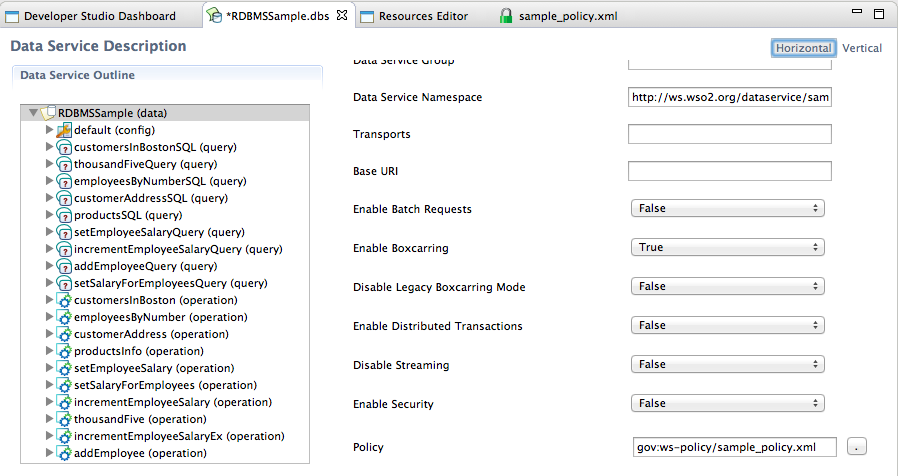 Developer Studio Dashboard
*RDBMSSample.dbs
Resources Editor
sample_policy.xml
Data Service Description
Horizontal
Vertical
Data Service Outline
RDBMSSample (data)
default (config)
customersInBostonSQL (query)
thousandFiveQuery (query)
employeesByNumberSQL (query)
customerAddressSQL (query)
productsSQL (query)
setEmployeeSalaryQuery (query)
incrementEmployeeSalaryQuery (query)
addEmployeeQuery (query)
setSalaryForEmployeesQuery (query)
customersInBoston (operation)
employeesByNumber (operation)
customerAddress (operation)
productsInfo (operation)
setEmployeeSalary (operation)
setSalaryForEmployees (operation)
incrementEmployeeSalary (operation)
thousandFive (operation)
incrementEmployeeSalaryEx (operation)
addEmployee (operation)
Data Service Group
Data Service Namespace
http://ws.wso2.org/dataservice/sam
Transports
Base URI
Enable Batch Requests
False
Enable Boxcarring
True
Disable Legacy Boxcarring Mode
False
Enable Distributed Transactions
False
Disable Streaming
False
Enable Security
False
Policy
gov:ws-policy/sample_policy.xml
.